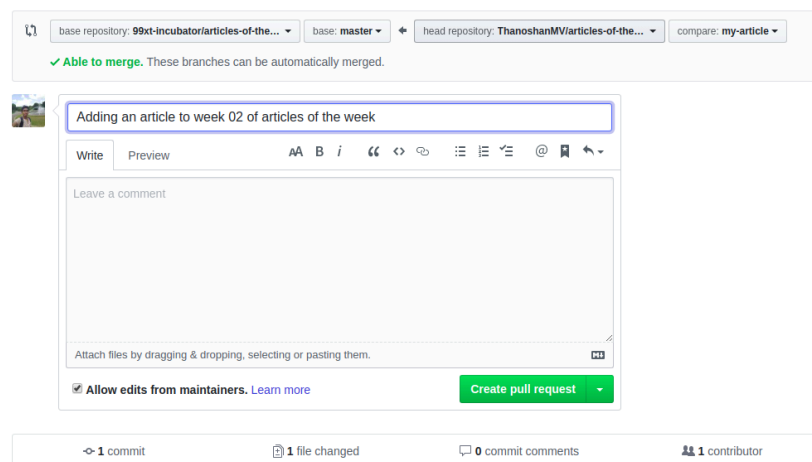 base repository: 99xt-incubator/articles-of-the... base: master head repository: ThanoshanMV/articles-of-the... compare: my-article
Able to merge. These branches can be automatically merged.
Adding an article to week 02 of articles of the week
Write Preview AA B i @
Leave a comment
Attach files by dragging & dropping, selecting or pasting them.
Allow edits from maintainers. Learn more Create pull request
1 commit 1 file changed 0 commit comments 1 contributor